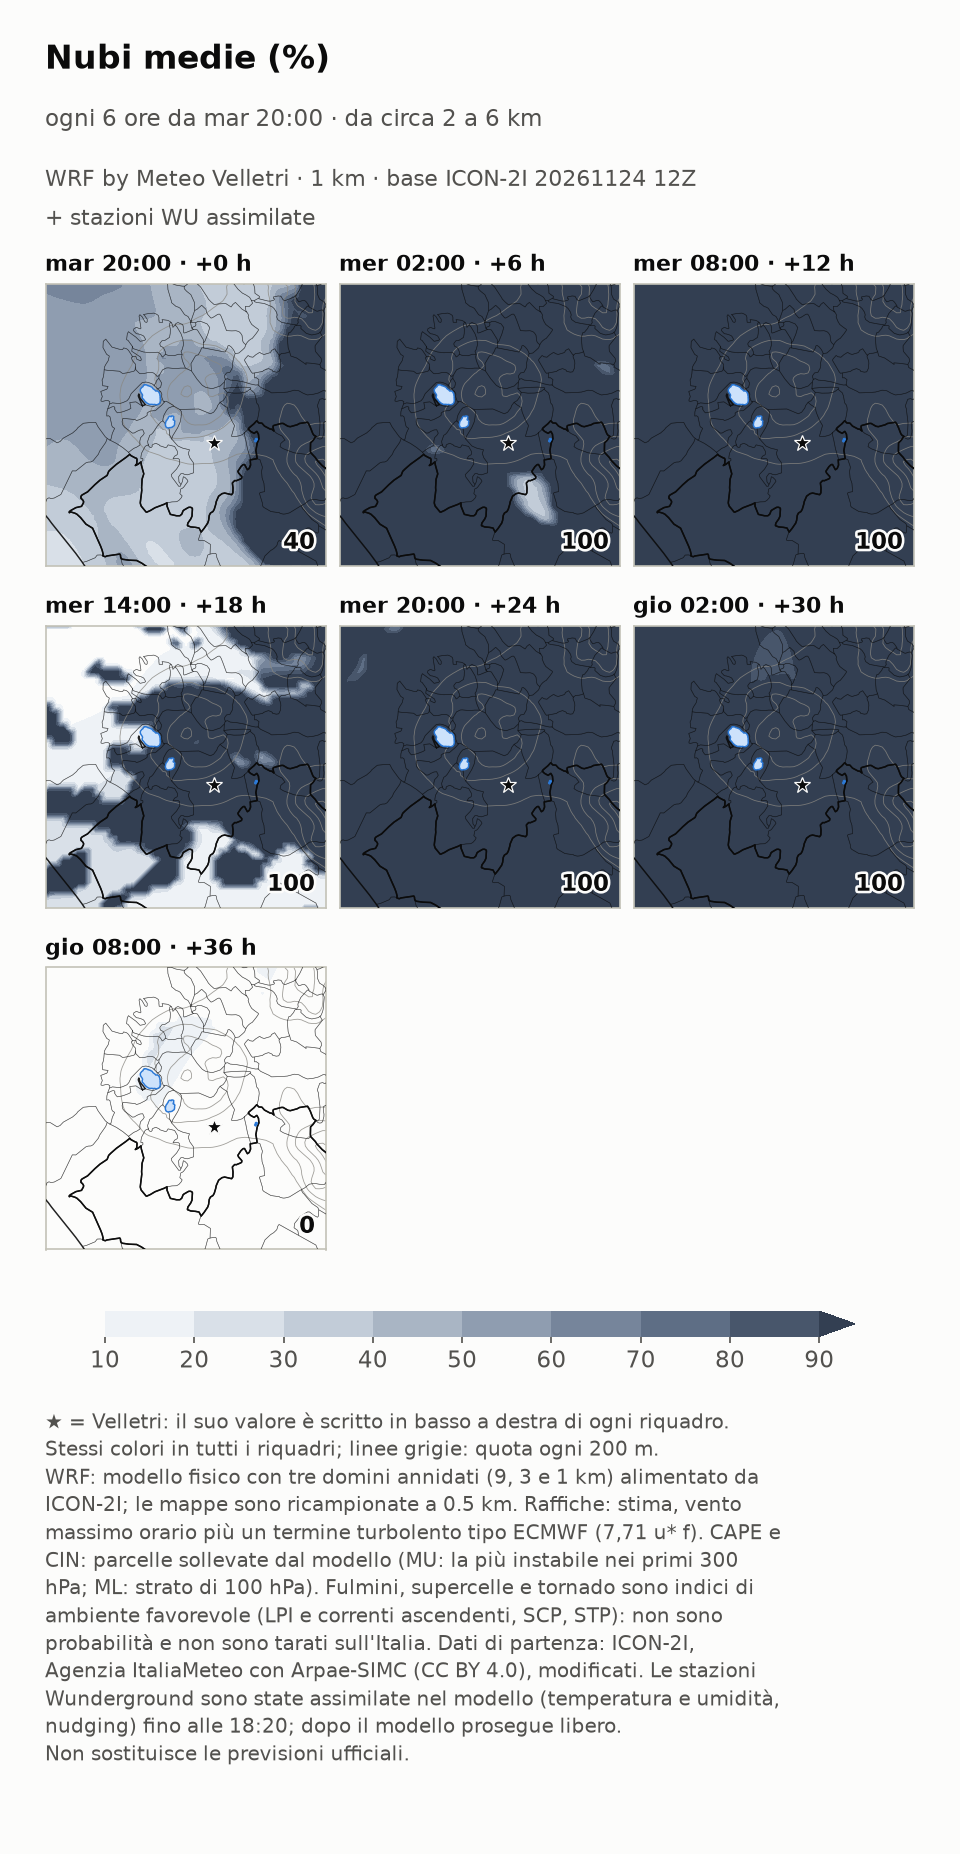 Nubi medie (%)
ogni 6 ore da mar 20:00 · da circa 2 a 6 km
WRF by Meteo Velletri · 1 km · base ICON-2I 20261124 12Z
+ stazioni WU assimilate
mar 20:00 · +0 h
mer 02:00 · +6 h
mer 08:00 · +12 h
40
100
100
mer 14:00 · +18 h
mer 20:00 · +24 h
gio 02:00 · +30 h
100
100
100
gio 08:00 · +36 h
0
10 20 30 40 50 60 70 80 90
★ = Velletri: il suo valore è scritto in basso a destra di ogni riquadro.
Stessi colori in tutti i riquadri; linee grigie: quota ogni 200 m.
WRF: modello fisico con tre domini annidati (9, 3 e 1 km) alimentato da
ICON-2I; le mappe sono ricampionate a 0.5 km. Raffiche: stima, vento
massimo orario più un termine turbolento tipo ECMWF (7,71 u* f). CAPE e
CIN: parcelle sollevate dal modello (MU: la più instabile nei primi 300
hPa; ML: strato di 100 hPa). Fulmini, supercelle e tornado sono indici di
ambiente favorevole (LPI e correnti ascendenti, SCP, STP): non sono
probabilità e non sono tarati sull'Italia. Dati di partenza: ICON-2I,
Agenzia ItaliaMeteo con Arpae-SIMC (CC BY 4.0), modificati. Le stazioni
Wunderground sono state assimilate nel modello (temperatura e umidità,
nudging) fino alle 18:20; dopo il modello prosegue libero.
Non sostituisce le previsioni ufficiali.